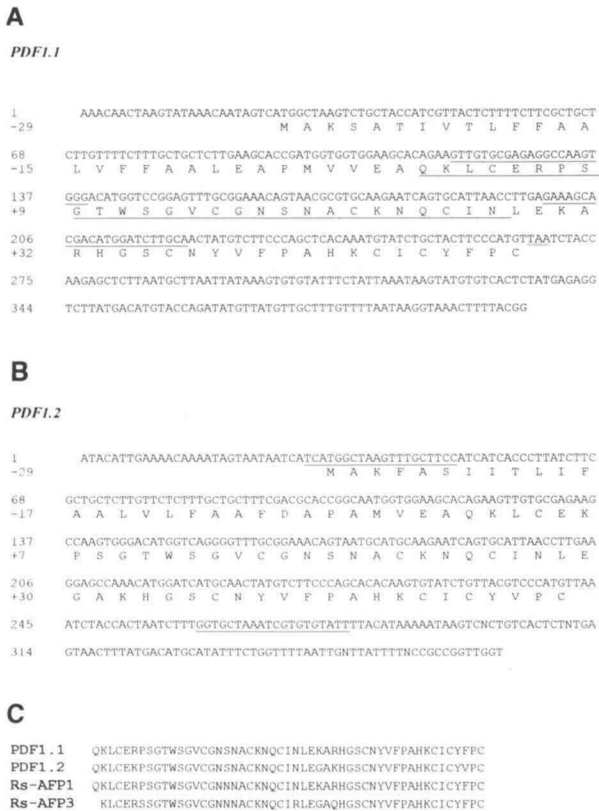 A
PDF1.1
1 AAACAACTAAGTATAAACAATAGTCATGGCTAAGTCTGCTACCATCGTTACTCTTTTCTTCGCTGCT
-29 M A K S A T I V T L F F A A
68 CTTGTTTTCTTTGCTGCTCTTGAAGCACCGATGGTGGTGGAAGCACAGAAGTTGTGCGAGAGGCCAAGT
-15 L V F F A A L E A P M V V E A Q K L C E R P S
137 GGGACATGGTCCGGAGTTTGCGGAAACAGTAACGCGTGCAAGAATCAGTGCATTAACCTTGAGAAAGCA
+9 G T W S G V C G N S N A C K N Q C I N L E K A
206 CGACATGGATCTTGCAACTATGTCTTCCCAGCTCACAAATGTATCTGCTACTTCCCATGTTAATCTACC
+32 R H G S C N Y V F P A H K C I C Y F P C
275 AAGAGCTCTTAATGCTTAATTATAAAGTGTATTTCTATTAAATAAGTATGTGTCACTCTATGAGAGG
344 TCTTATGACATGTACCAGATATGTTATGTTGCTTTGTTTTAATAAGGTAAACTTTTACGG
B
PDF1.2
1 ATACATTGAAAACAAAATAGTAATAATCATCATGGCTAAGTTTGCTTCCATCATCACCCTTATCTTC
-29 M A K F A S I I T L I F
68 GCTGCTCTTGTTCTCTTTGCTGCTTTCGACGCACCGGCAATGGTGGAAGCACAGAAGTTGTGCGAGAAG
-17 A A L V L F A A F D A P A M V E A Q K L C E K
137 CCAAGTGGGACATGGTCAGGGGTTTGCGGAAACAGTAATGCATGCAAGAATCAGTGCATTAACCTTGAA
+7 P S G T W S G V C G N S N A C K N Q C I N L E
206 GGAGCCAAACATGGATCATGCAACTATGTCTTCCCAGCACACAAGTGTATCTGTTACGTCCCATGTTAA
+30 G A K H G S C N Y V F P A H K C I C Y V P C
245 ATCTACCACTAATCTTTGGTGCTAAATCGTGTGTATTTTACATAAAAATAAGTCNCTGTCACTCTNTGA
314 GTAACTTTATGACATGCATATTTCTGGTTTTAATTGNTTATTTTNCCGCCGGTTGGT
C
PDF1.1 QKLCERPSGTWSGVCGNSNACKNQCINLEKARHGSCNYVFPAHKCICYFPC
PDF1.2 QKLCEKPSGTWSGVCGNSNACKNQCINLEGAKHGSCNYVFPAHKCICYVPC
Rs-AFP1 QKLCERPSGTWSGVCGNNNACKNQCINLEKARHGSCNYVFPAHKCICYFPC
Rs-AFP3 KLCERSSGTWSGVCGNNNACKNQCIRLEGAQHGSCNYVFPAHKCICYFPC